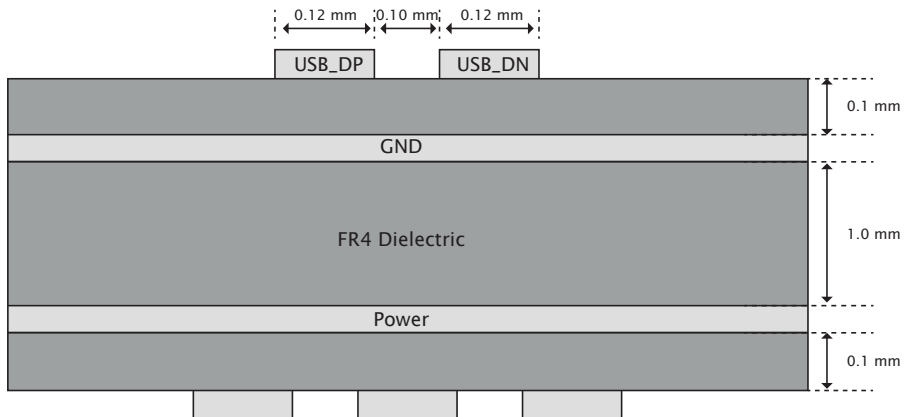 0.12 mm 0.10 mm 0.12 mm
USB_DP USB_DN
0.1 mm
GND
FR4 Dielectric
1.0 mm
Power
0.1 mm